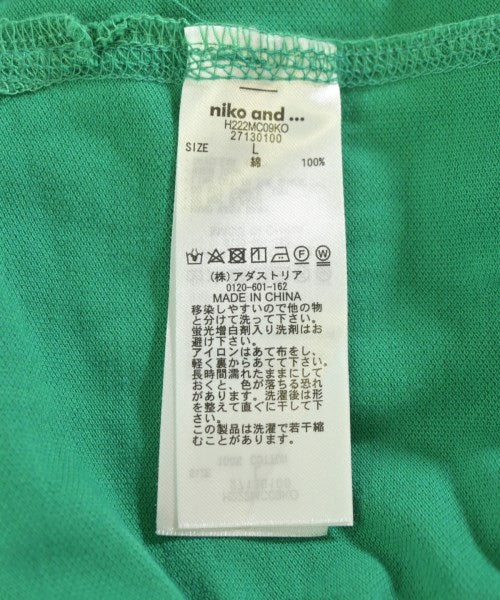 niko and ...
H222MC09KO
27130100
SIZE L
綿 100%
(株)アダストリア
0120-601-162
MADE IN CHINA
移染しやすいので他の物
と分けて洗って下さい。
蛍光増白剤入り洗剤はお
避け下さい。
アイロンはあて布をし、
軽く裏からあてて下さい。
長時間濡れたままにして
おくと、色が落ちる恐れ
があります。洗濯後は形
を整えて直ぐに干して下
さい。
この製品は洗濯で若干縮
むことがあります。
100% COTTON
SIZE L
27130100
H222MC09KO